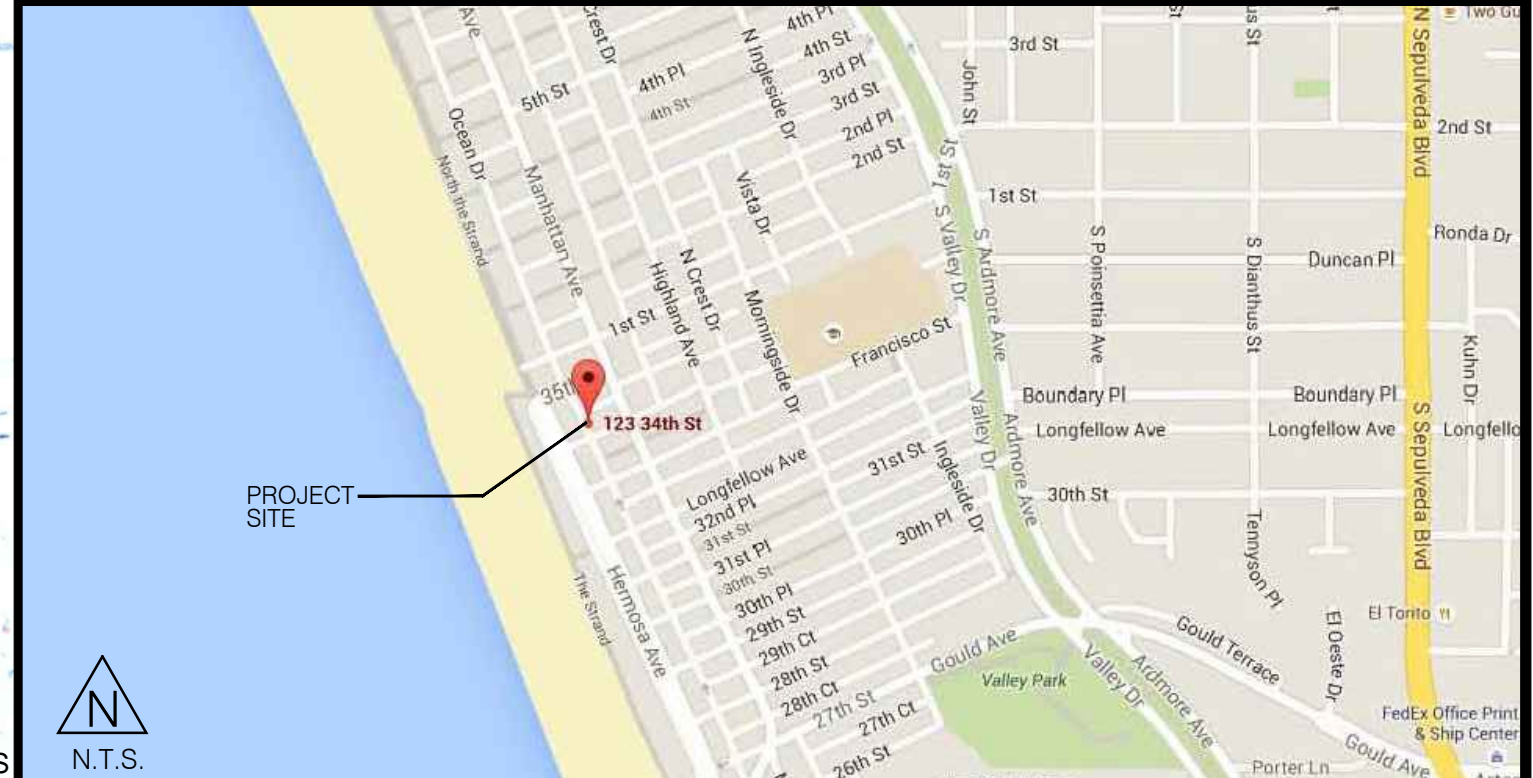 Ave
Crest Dr
4th Pl
4th St
3rd Pl
3rd St
2nd Pl
2nd St
N Ingleside Dr
5th St
4th Pl
4th St
Ocean Dr
North the Strand
Manhattan Ave
Vista Dr
1st St
S Valley Dr
John St
3rd St
2nd St
1st St
N Sepulveda Blvd
Ronda Dr
Duncan Pl
S Ardmore Ave
S Poinsettia Ave
S Dianthus St
Kuhn Dr
N Crest Dr
Highland Ave
1st St
Morningside Dr
Francisco St
35th
123 34th St
Boundary Pl
Boundary Pl
Longfellow Ave
Longfellow Ave
Longfello
S Sepulveda Blvd
Valley Dr
Ardmore Ave
30th St
PROJECT
SITE
Longfellow Ave
32nd Pl
31st St
31st Pl
30th St
30th Pl
29th St
29th Ct
28th St
28th Ct
27th St
27th Ct
26th St
31st St
Ingleside Dr
30th Pl
Hermosa Ave
The Strand
Gould Ave
Valley Park
Valley Dr
Ardmore Ave
Gould Terrace
Tennyson Pl
El Oeste Dr
El Torito
FedEx Office Print
& Ship Center
Gould Ave
Porter Ln
N
N.T.S.